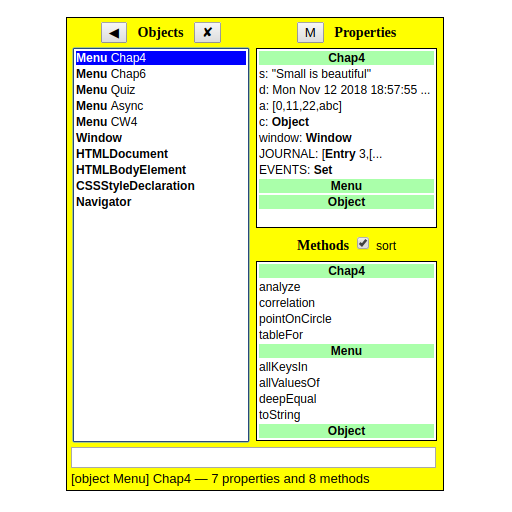 ◀ Objects ✘
Menu Chap4
Menu Chap6
Menu Quiz
Menu Async
Menu CW4
Window
HTMLDocument
HTMLBodyElement
CSSStyleDeclaration
Navigator
M Properties
Chap4
s: "Small is beautiful"
d: Mon Nov 12 2018 18:57:55 ...
a: [0,11,22,abc]
c: Object
window: Window
JOURNAL: [Entry 3,[...
EVENTS: Set
Menu
Object
Methods sort
Chap4
analyze
correlation
pointOnCircle
tableFor
Menu
allKeysIn
allValuesOf
deepEqual
toString
Object
[object Menu] Chap4 — 7 properties and 8 methods